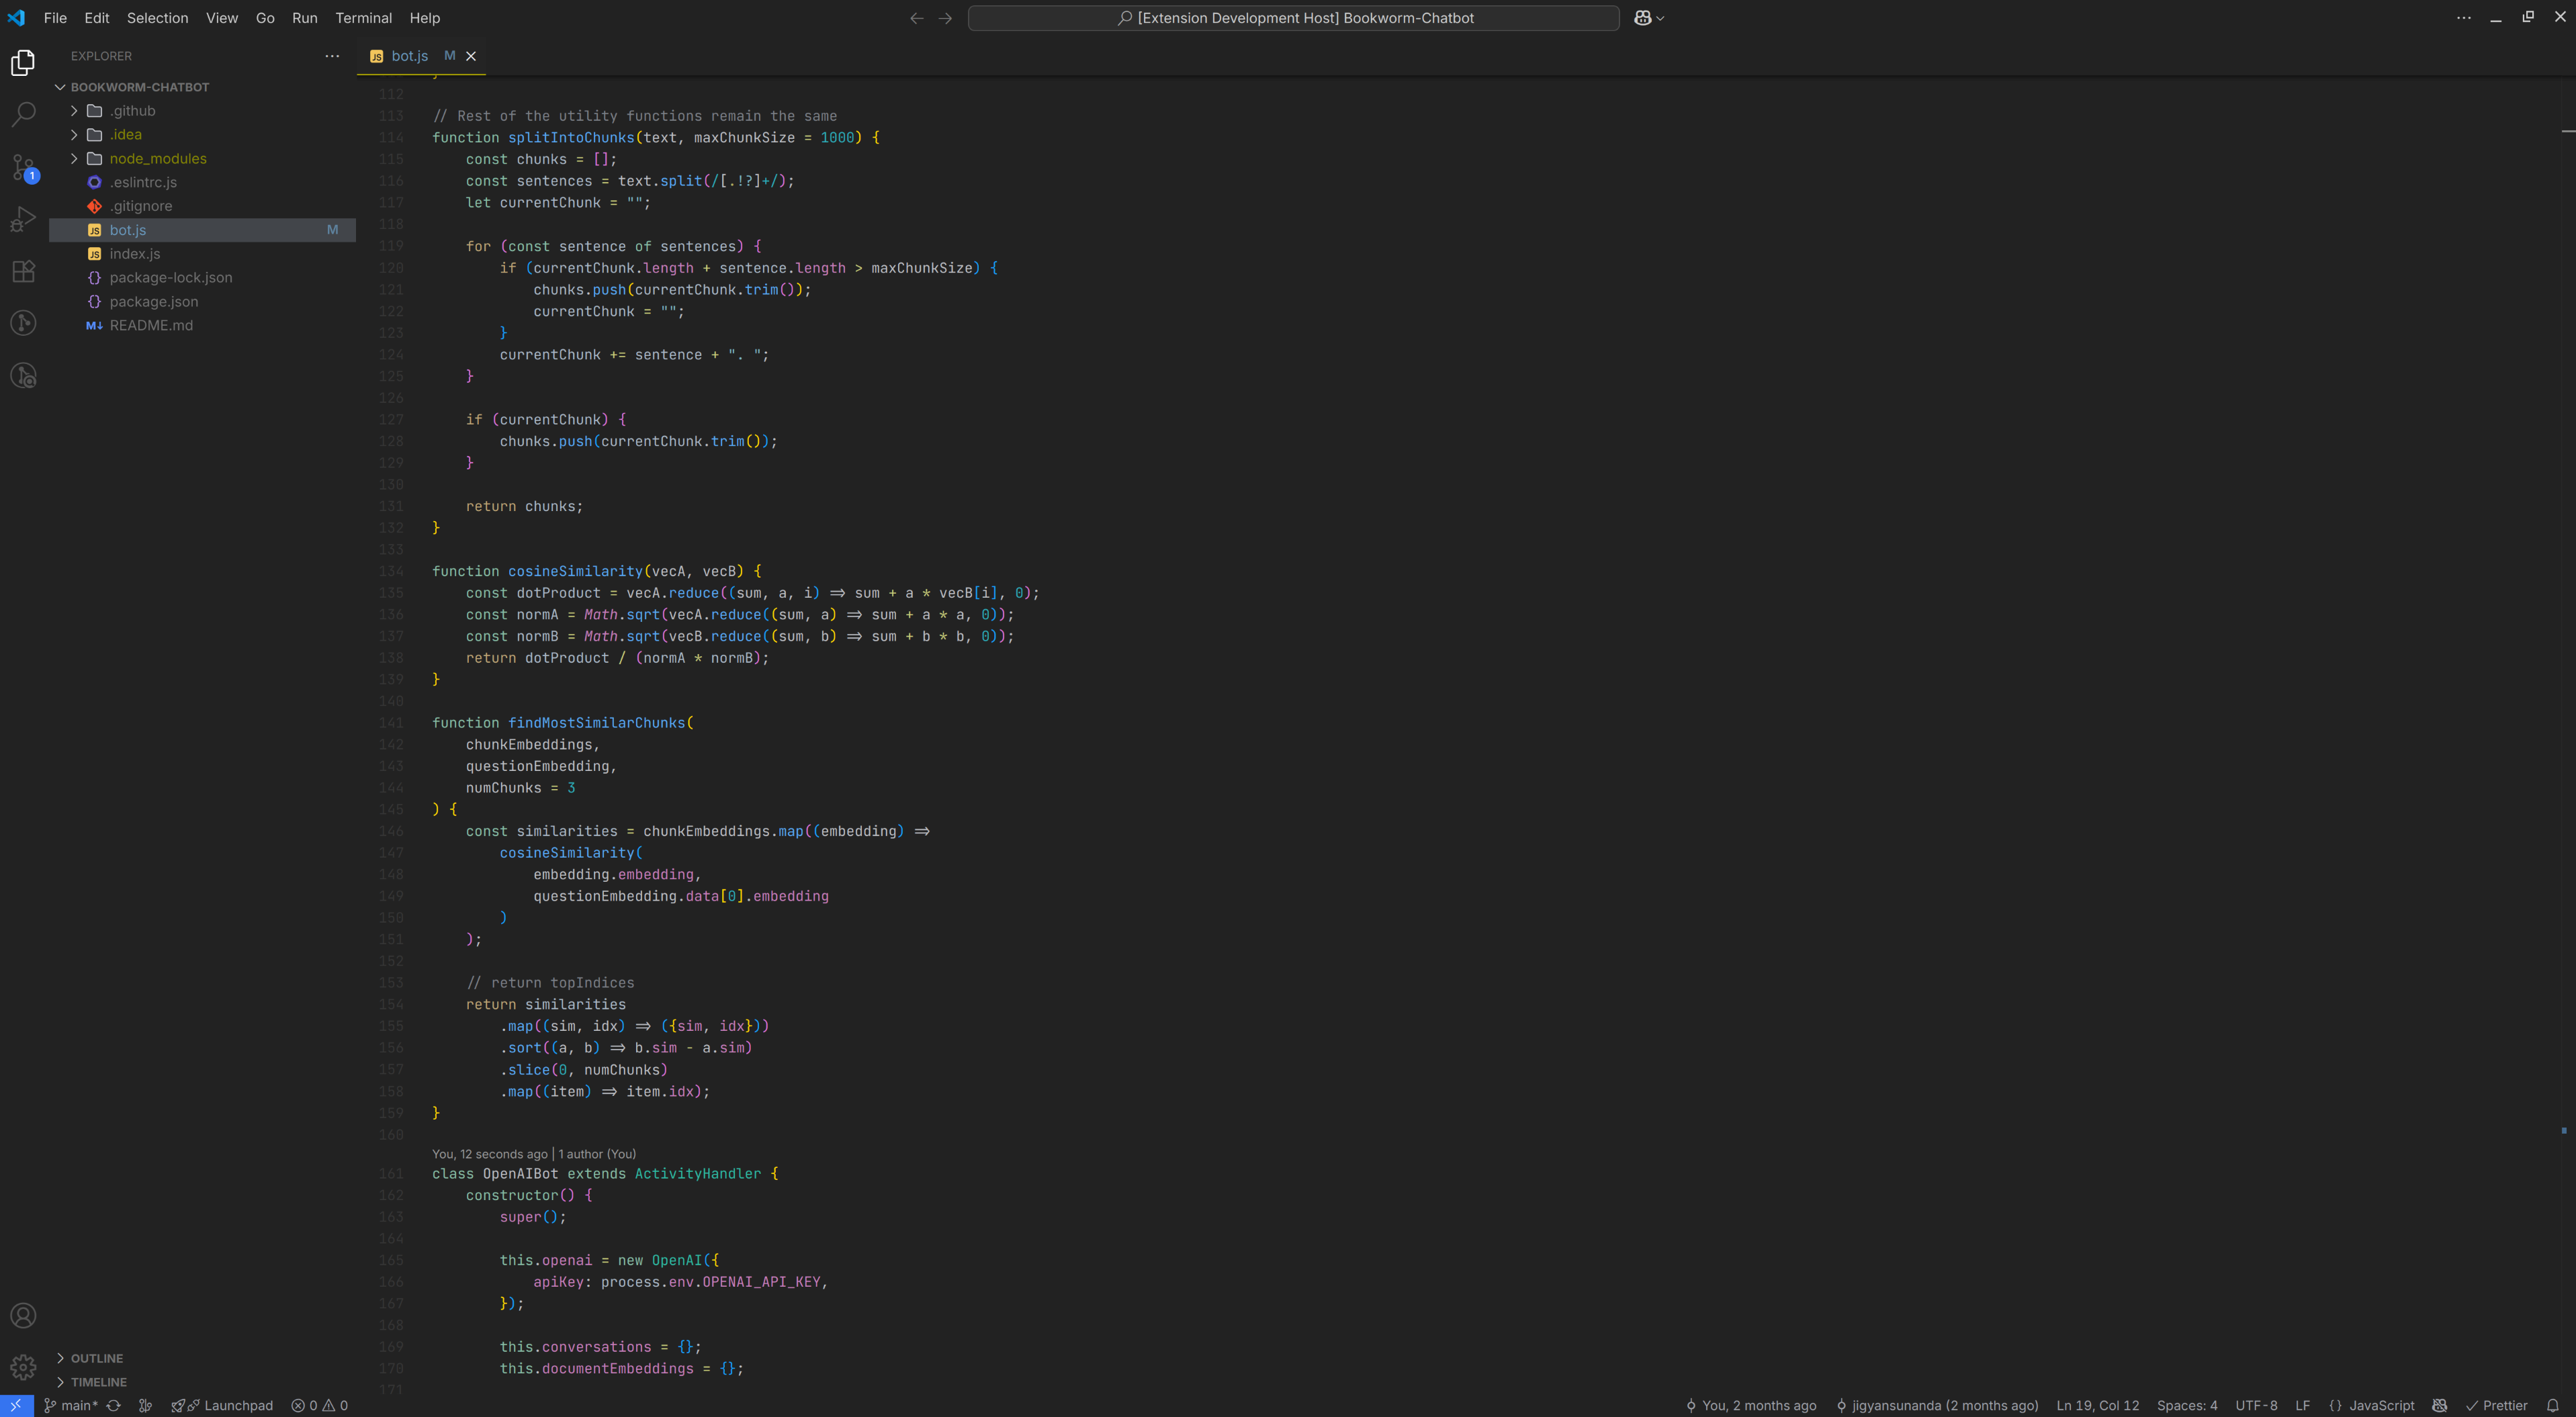 File Edit Selection View Go Run Terminal Help
[Extension Development Host] Bookworm-Chatbot
EXPLORER
BOOKWORM-CHATBOT
.github
.idea
node_modules
.eslintrc.js
.gitignore
bot.js M
index.js
package-lock.json
package.json
README.md
OUTLINE
TIMELINE
1
JS bot.js M
112
113 // Rest of the utility functions remain the same
114 function splitIntoChunks(text, maxChunkSize = 1000) {
115 const chunks = [];
116 const sentences = text.split(/[.!?]+/);
117 let currentChunk = "";
118
119 for (const sentence of sentences) {
120 if (currentChunk.length + sentence.length > maxChunkSize) {
121 chunks.push(currentChunk.trim());
122 currentChunk = "";
123 }
124 currentChunk += sentence + ". ";
125 }
126
127 if (currentChunk) {
128 chunks.push(currentChunk.trim());
129 }
130
131 return chunks;
132 }
133
134 function cosineSimilarity(vecA, vecB) {
135 const dotProduct = vecA.reduce((sum, a, i) => sum + a * vecB[i], 0);
136 const normA = Math.sqrt(vecA.reduce((sum, a) => sum + a * a, 0));
137 const normB = Math.sqrt(vecB.reduce((sum, b) => sum + b * b, 0));
138 return dotProduct / (normA * normB);
139 }
140
141 function findMostSimilarChunks(
142 chunkEmbeddings,
143 questionEmbedding,
144 numChunks = 3
145 ) {
146 const similarities = chunkEmbeddings.map((embedding) =>
147 cosineSimilarity(
148 embedding.embedding,
149 questionEmbedding.data[0].embedding
150 )
151 );
152
153 // return topIndices
154 return similarities
155 .map((sim, idx) => ({sim, idx}))
156 .sort((a, b) => b.sim - a.sim)
157 .slice(0, numChunks)
158 .map((item) => item.idx);
159 }
160
You, 12 seconds ago | 1 author (You)
161 class OpenAIBot extends ActivityHandler {
162 constructor() {
163 super();
164
165 this.openai = new OpenAI({
166 apiKey: process.env.OPENAI_API_KEY,
167 });
168
169 this.conversations = {};
170 this.documentEmbeddings = {};
171
main* Launchpad 0 0 You, 2 months ago jigyansunanda (2 months ago) Ln 19, Col 12 Spaces: 4 UTF-8 LF {} JavaScript Prettier